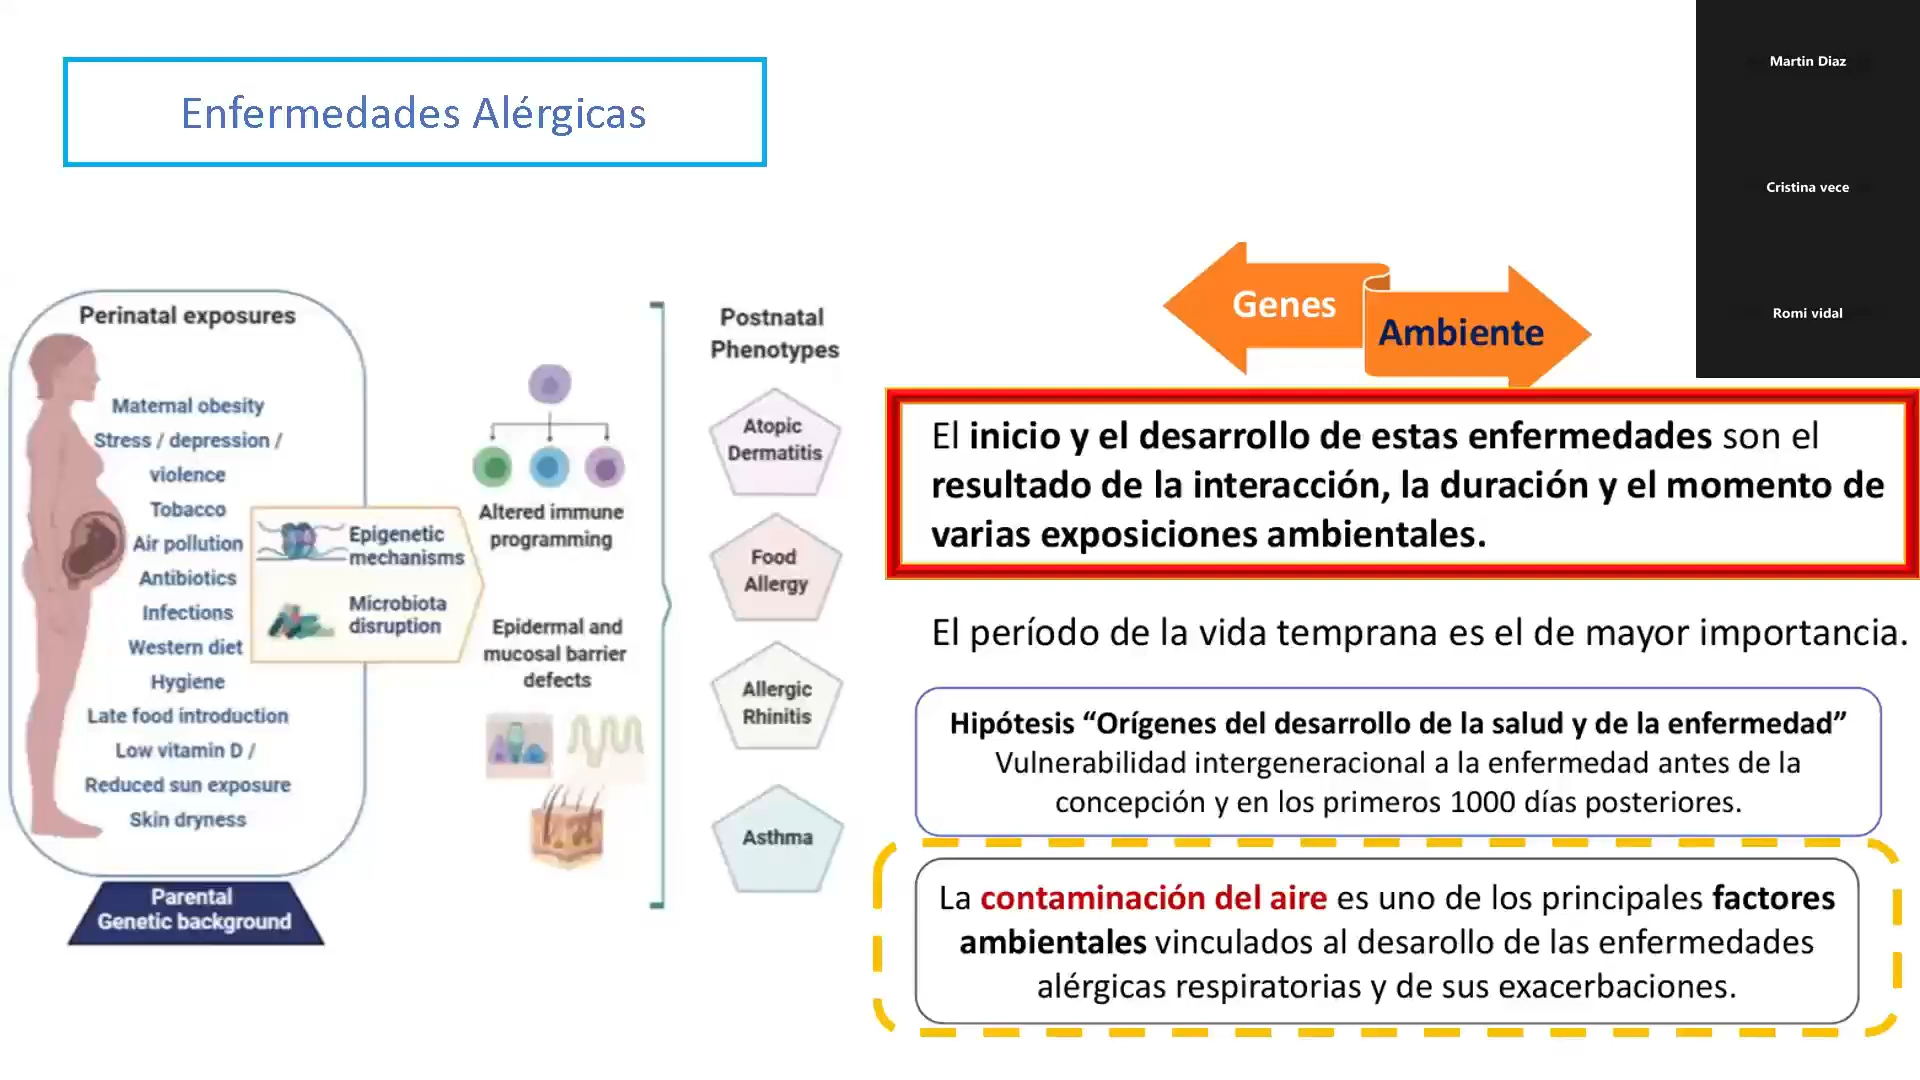 Enfermedades Alérgicas
Martin Diaz
Cristina vece
Romi vidal
Perinatal exposures
Maternal obesity
Stress / depression /
violence
Tobacco
Air pollution
Antibiotics
Infections
Western diet
Hygiene
Late food introduction
Low vitamin D /
Reduced sun exposure
Skin dryness
Parental
Genetic background
Epigenetic
mechanisms
Microbiota
disruption
Altered immune
programming
Epidermal and
mucosal barrier
defects
Postnatal
Phenotypes
Atopic
Dermatitis
Food
Allergy
Allergic
Rhinitis
Asthma
Genes
Ambiente
El inicio y el desarrollo de estas enfermedades son el
resultado de la interacción, la duración y el momento de
varias exposiciones ambientales.
El período de la vida temprana es el de mayor importancia.
Hipótesis “Orígenes del desarrollo de la salud y de la enfermedad”
Vulnerabilidad intergeneracional a la enfermedad antes de la
concepción y en los primeros 1000 días posteriores.
La contaminación del aire es uno de los principales factores
ambientales vinculados al desarollo de las enfermedades
alérgicas respiratorias y de sus exacerbaciones.